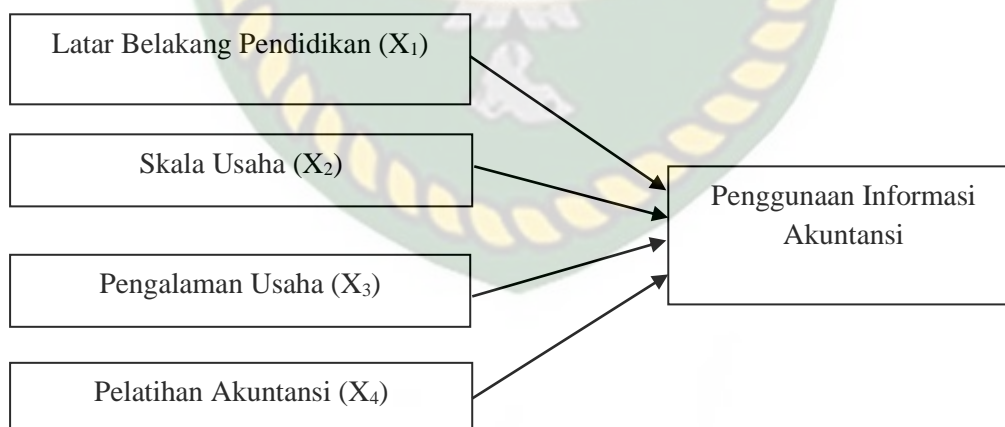 Latar Belakang Pendidikan (X₁)
Skala Usaha (X₂)
Pengalaman Usaha (X₃)
Pelatihan Akuntansi (X₄)
Penggunaan Informasi
Akuntansi